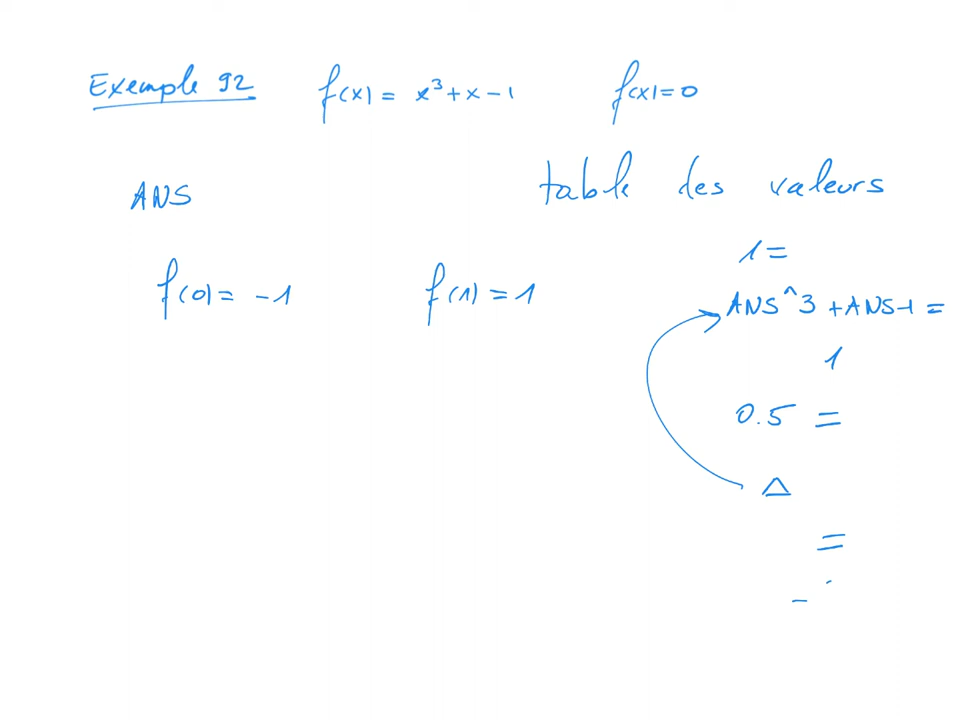 Exemple 92 f(x) = x³ + x - 1 f(x) = 0
ANS table des valeurs
1 =
f(0) = -1 f(1) = 1 ANS^3 + ANS-1 =
1
0.5 =
△
=
-